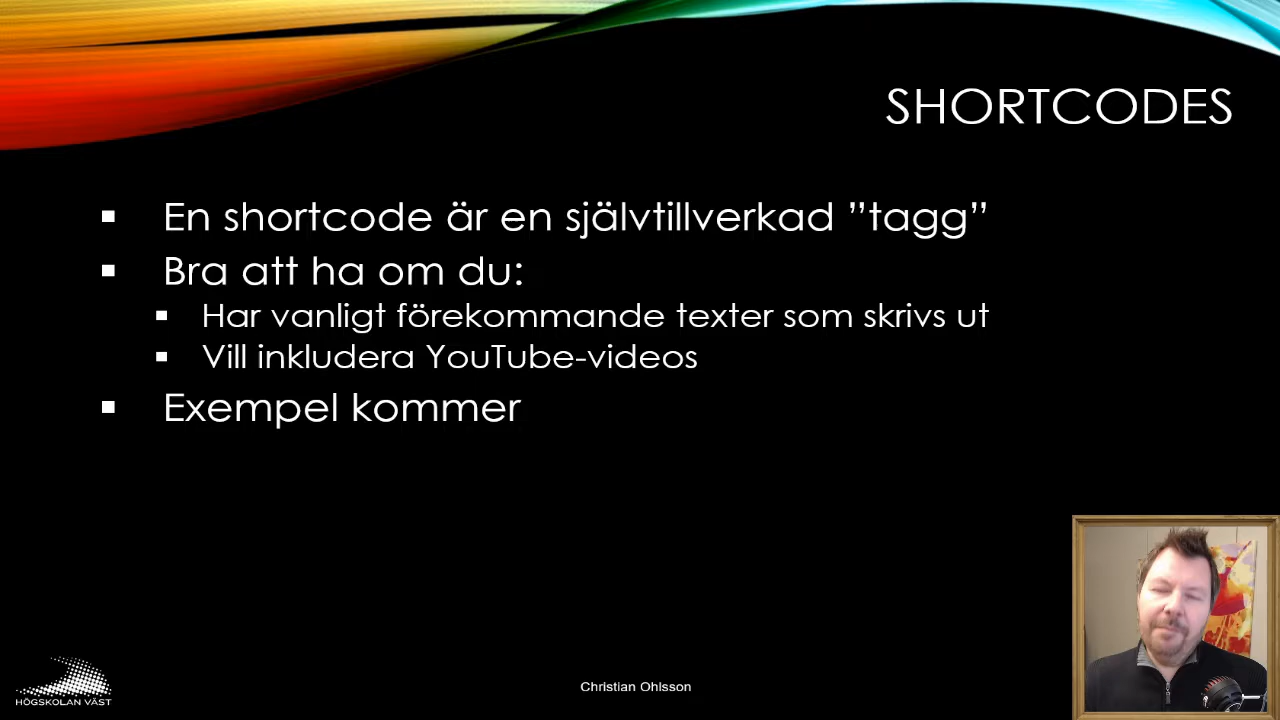 SHORTCODES
En shortcode är en självtillverkad ”tagg”
Bra att ha om du:
Har vanligt förekommande texter som skrivs ut
Vill inkludera YouTube-videos
Exempel kommer
HÖGSKOLAN VÄST
Christian Ohlsson